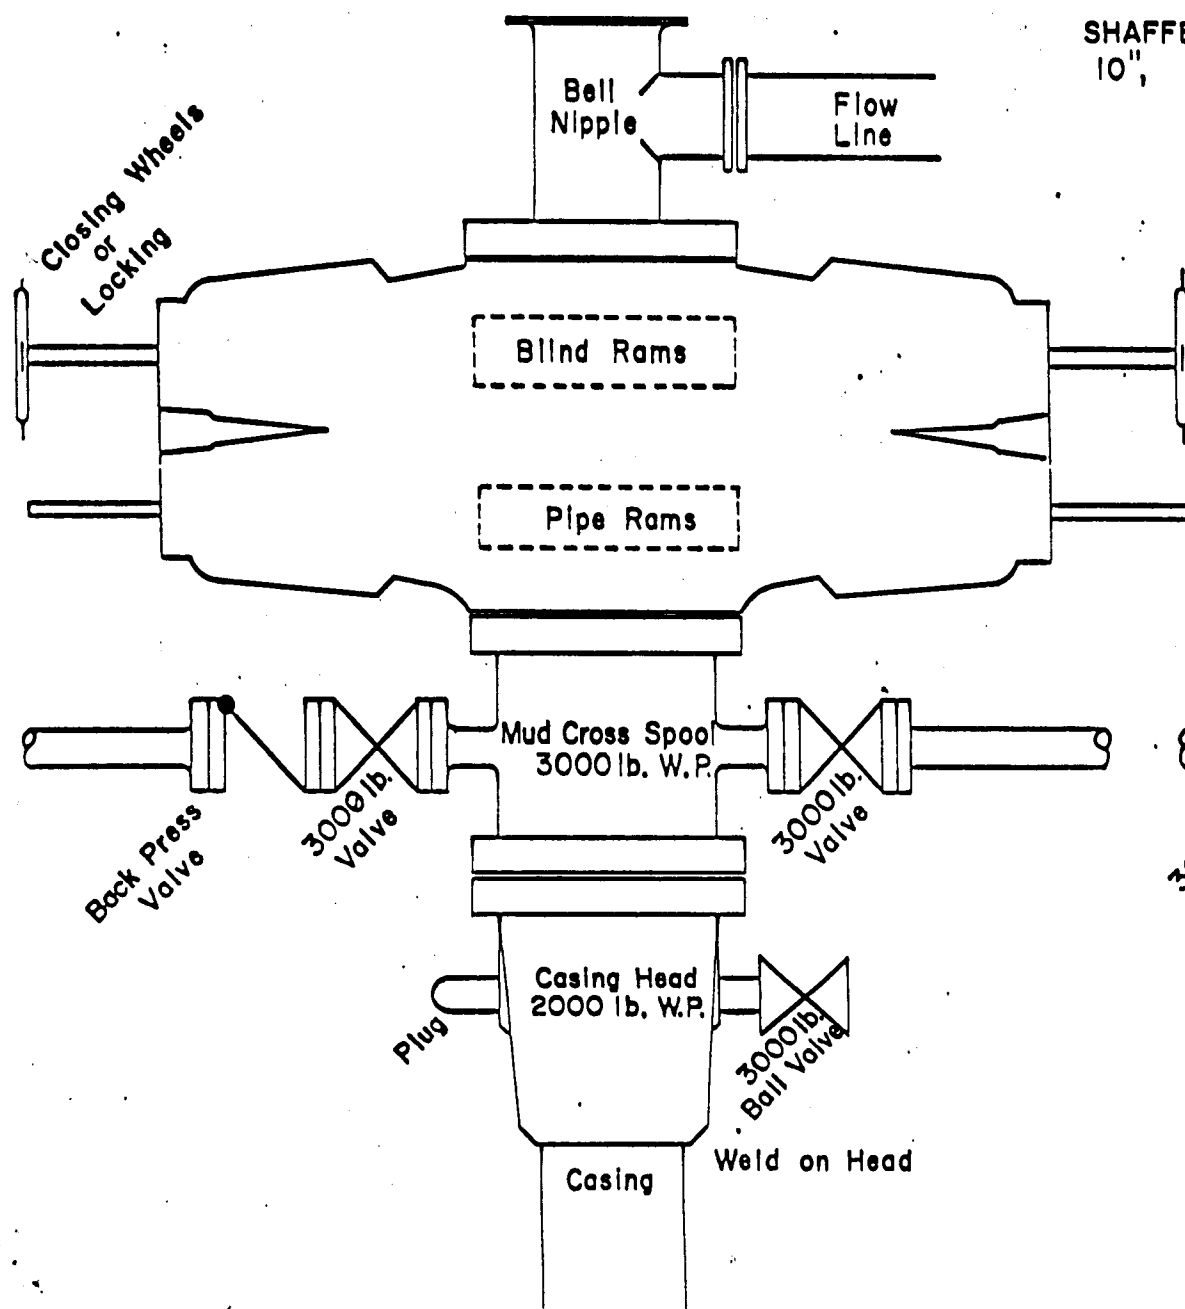 SHAFFE
10",
Bell
Nipple
Flow
Line
Closing Wheels
or
Locking
Blind Rams
Pipe Rams
Mud Cross Spool
3000 lb. W.P.
3000 lb.
Valve
3000 lb.
Valve
Back Press
Valve
Casing Head
2000 lb. W.P.
Plug
3000 lb.
Ball Valve
Weld on Head
Casing